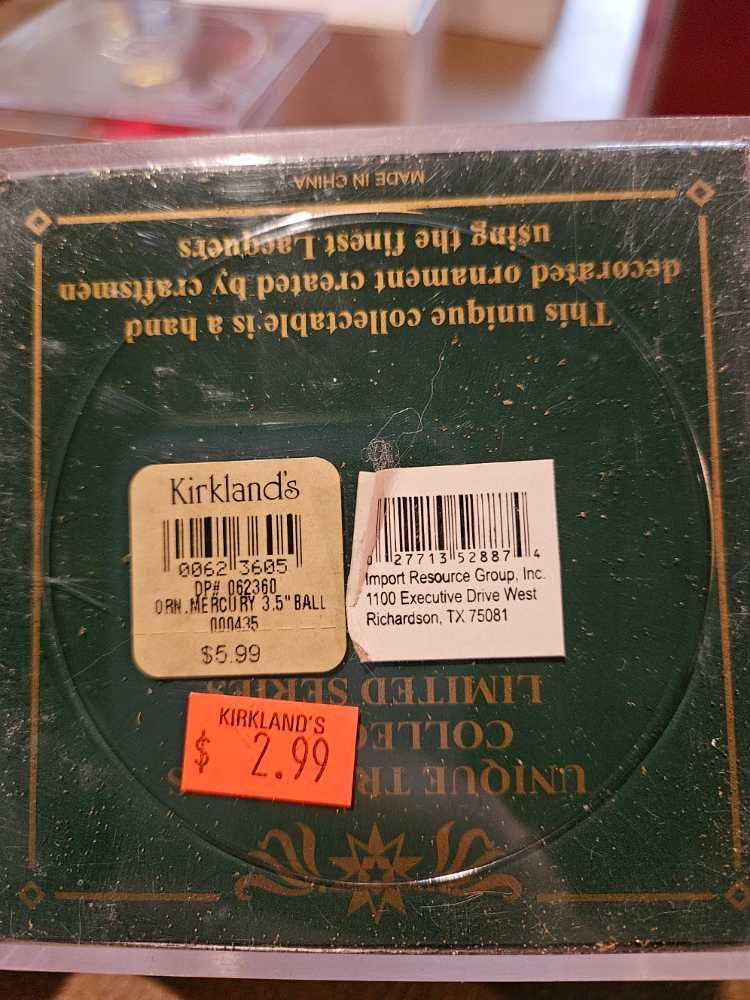 MADE IN CHINA
This unique collectable is a hand
decorated ornament created by craftsmen
using the finest Lacquers
Kirkland's
0062 3605
DP# 062360
ORN.MERCURY 3.5" BALL
000435
$5.99
0 27713 52887 4
Import Resource Group, Inc.
1100 Executive Drive West
Richardson, TX 75081
KIRKLAND'S
$ 2.99
UNIQUE
LIMITED